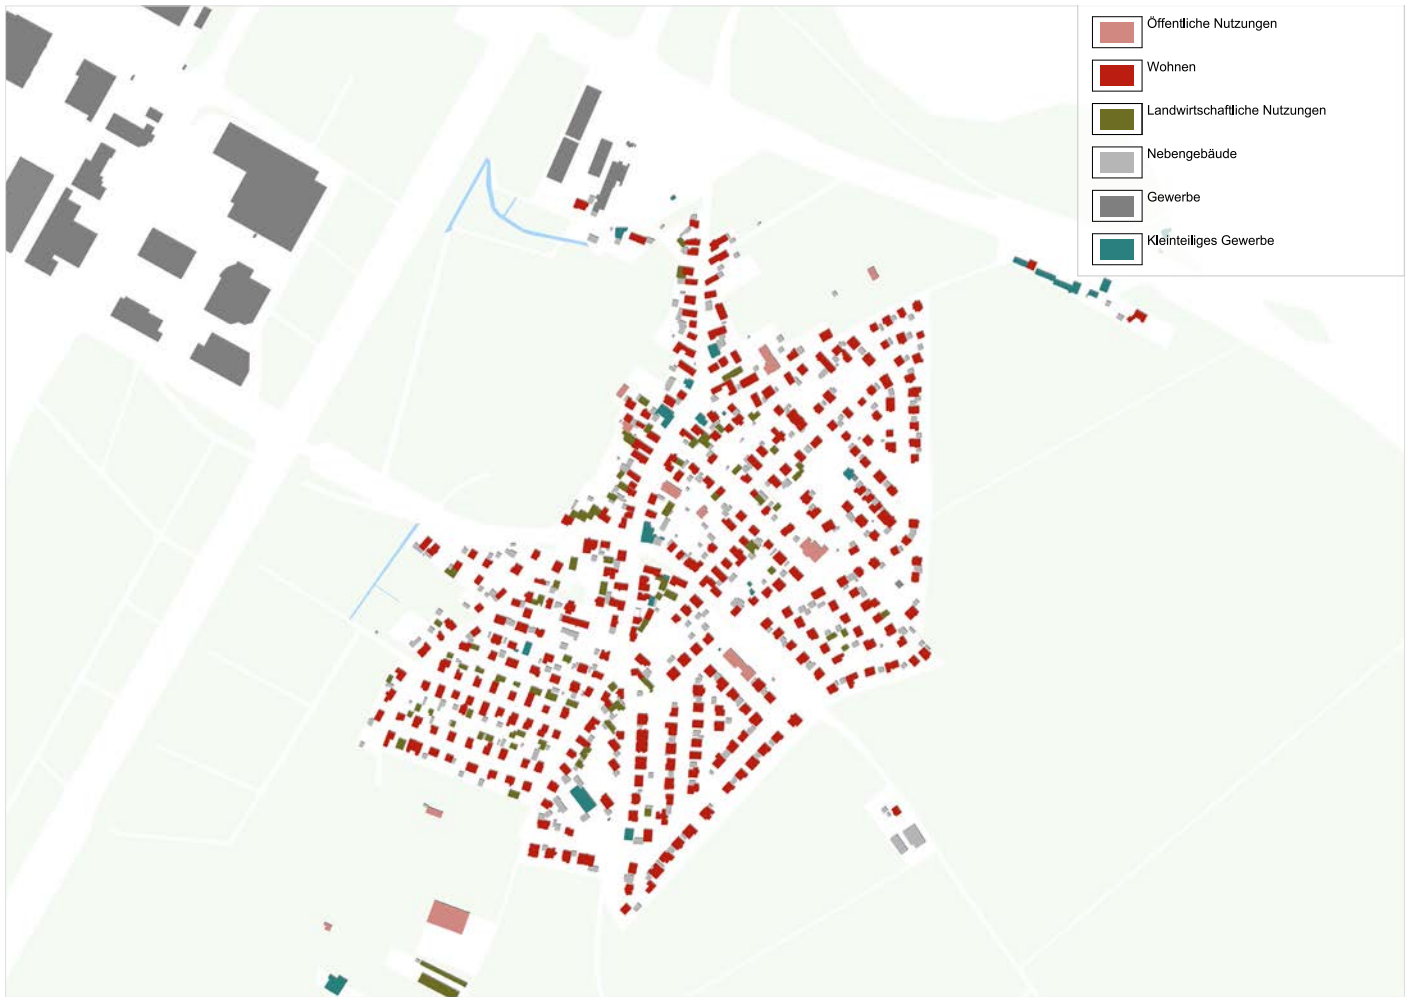 Öffentliche Nutzungen
Wohnen
Landwirtschaftliche Nutzungen
Nebengebäude
Gewerbe
Kleinteiliges Gewerbe